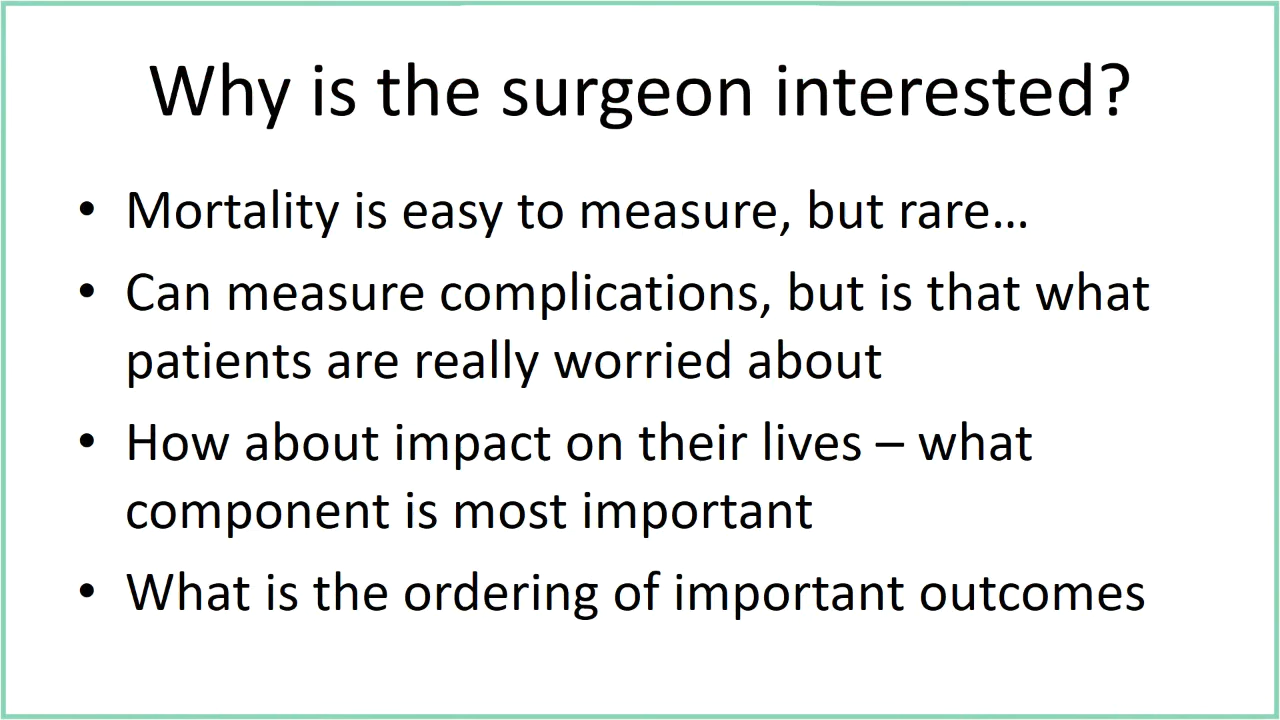 Why is the surgeon interested?
• Mortality is easy to measure, but rare…
• Can measure complications, but is that what
patients are really worried about
• How about impact on their lives – what
component is most important
• What is the ordering of important outcomes